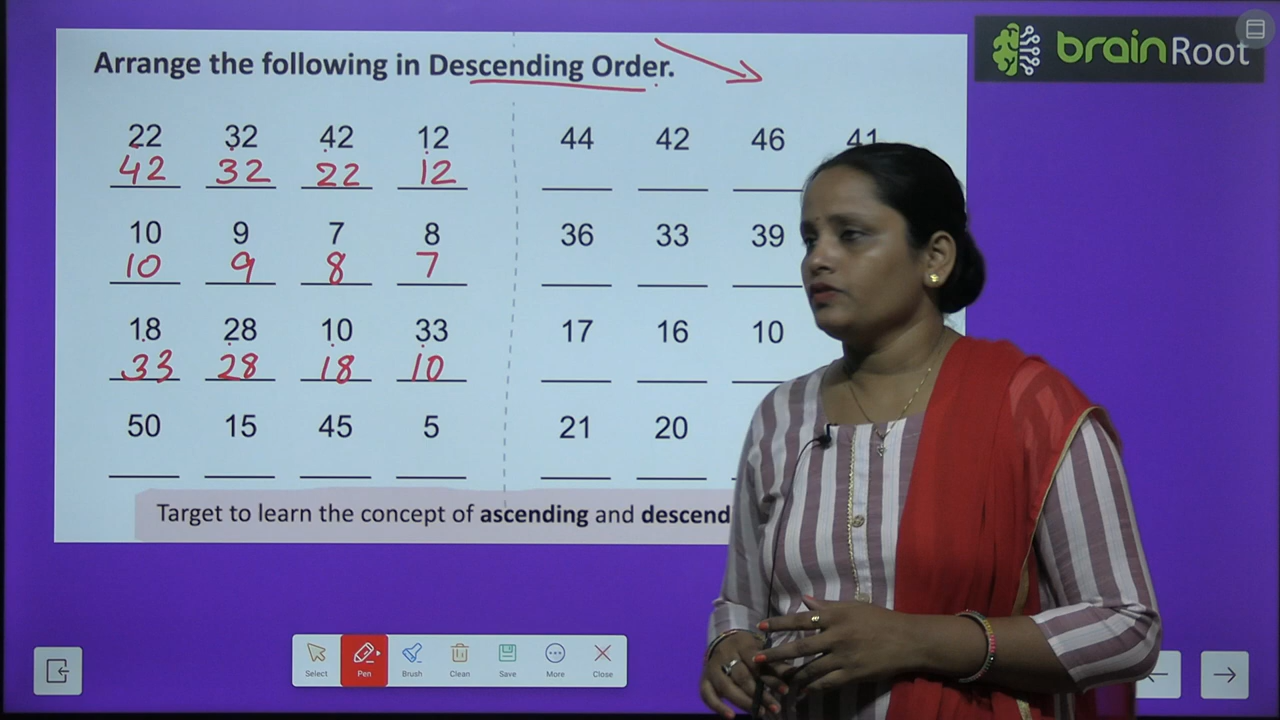 brainRoot
Arrange the following in Descending Order.
22 32 42 12 44 42 46 41
42 32 22 12
10 9 7 8 36 33 39
10 9 8 7
18 28 10 33 17 16 10
33 28 18 10
50 15 45 5 21 20
Target to learn the concept of ascending and descend
Select Pen Brush Clean Save More Close